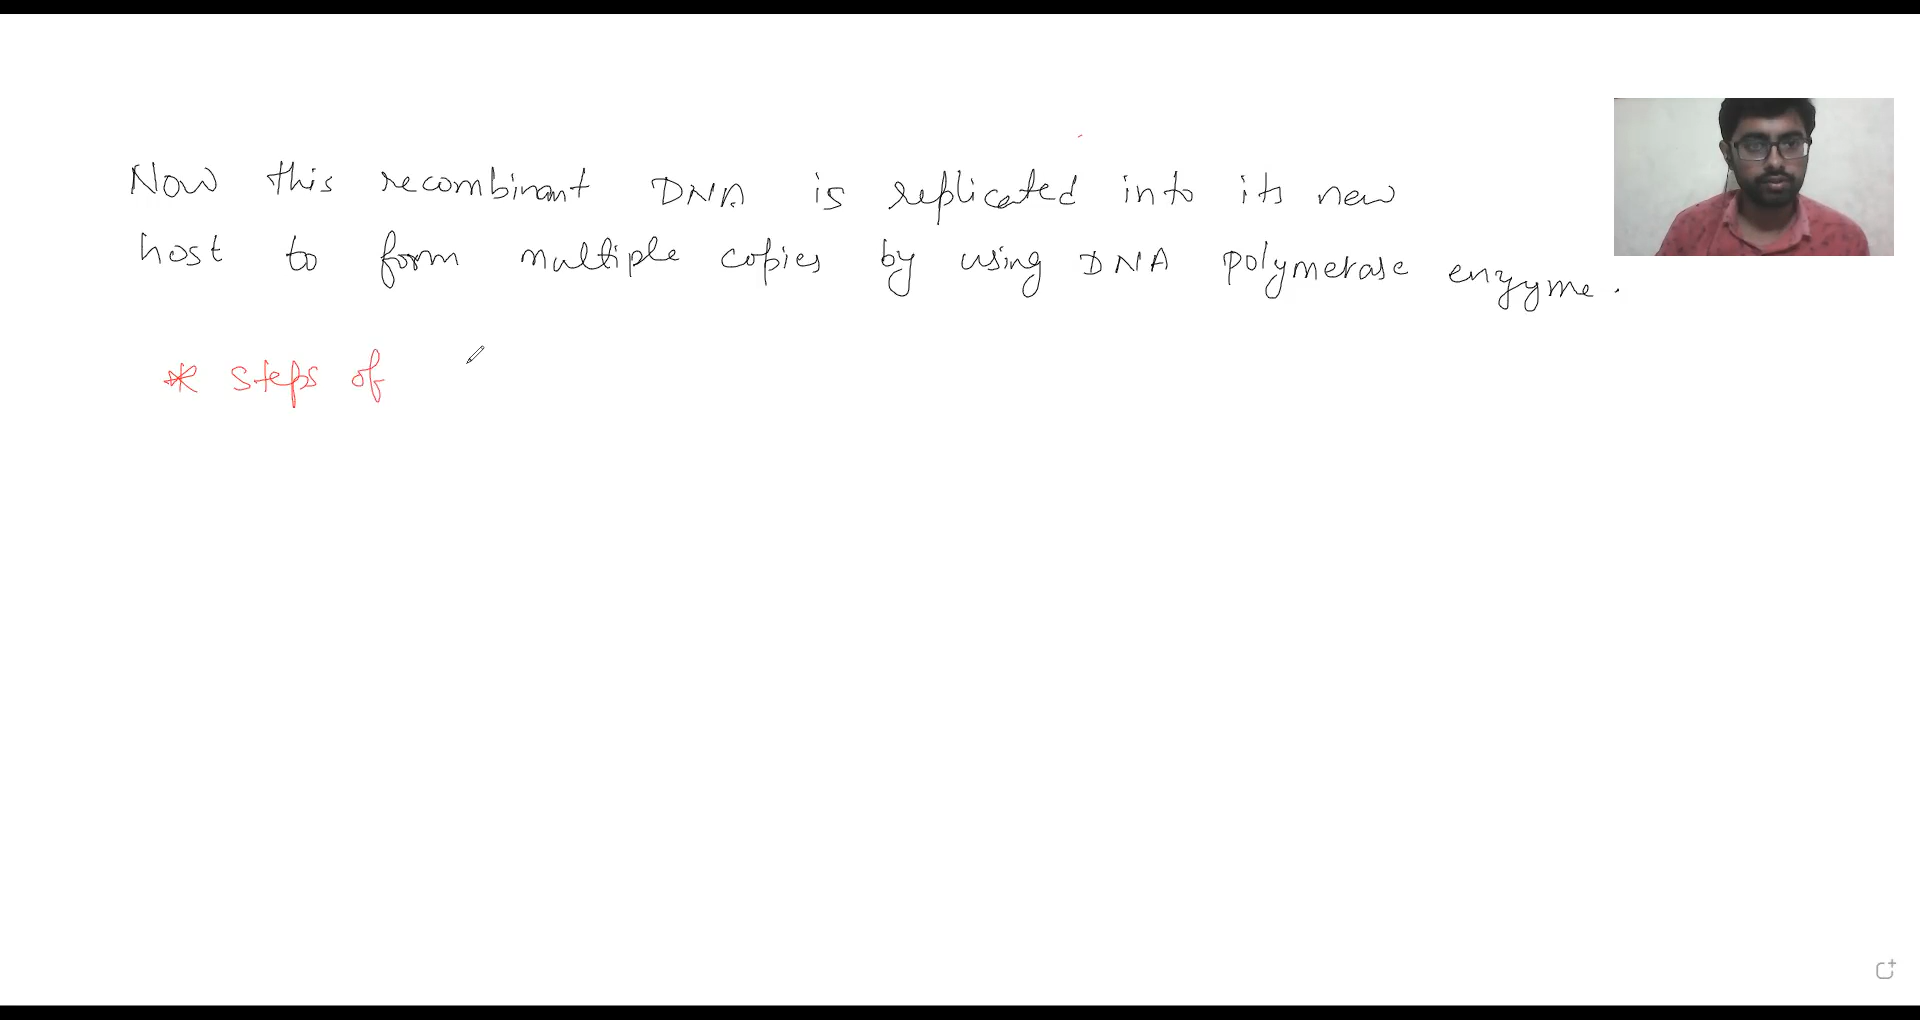 Now this recombinant DNA is replicated into its new
host to form multiple copies by using DNA polymerase enzyme.
* Steps of